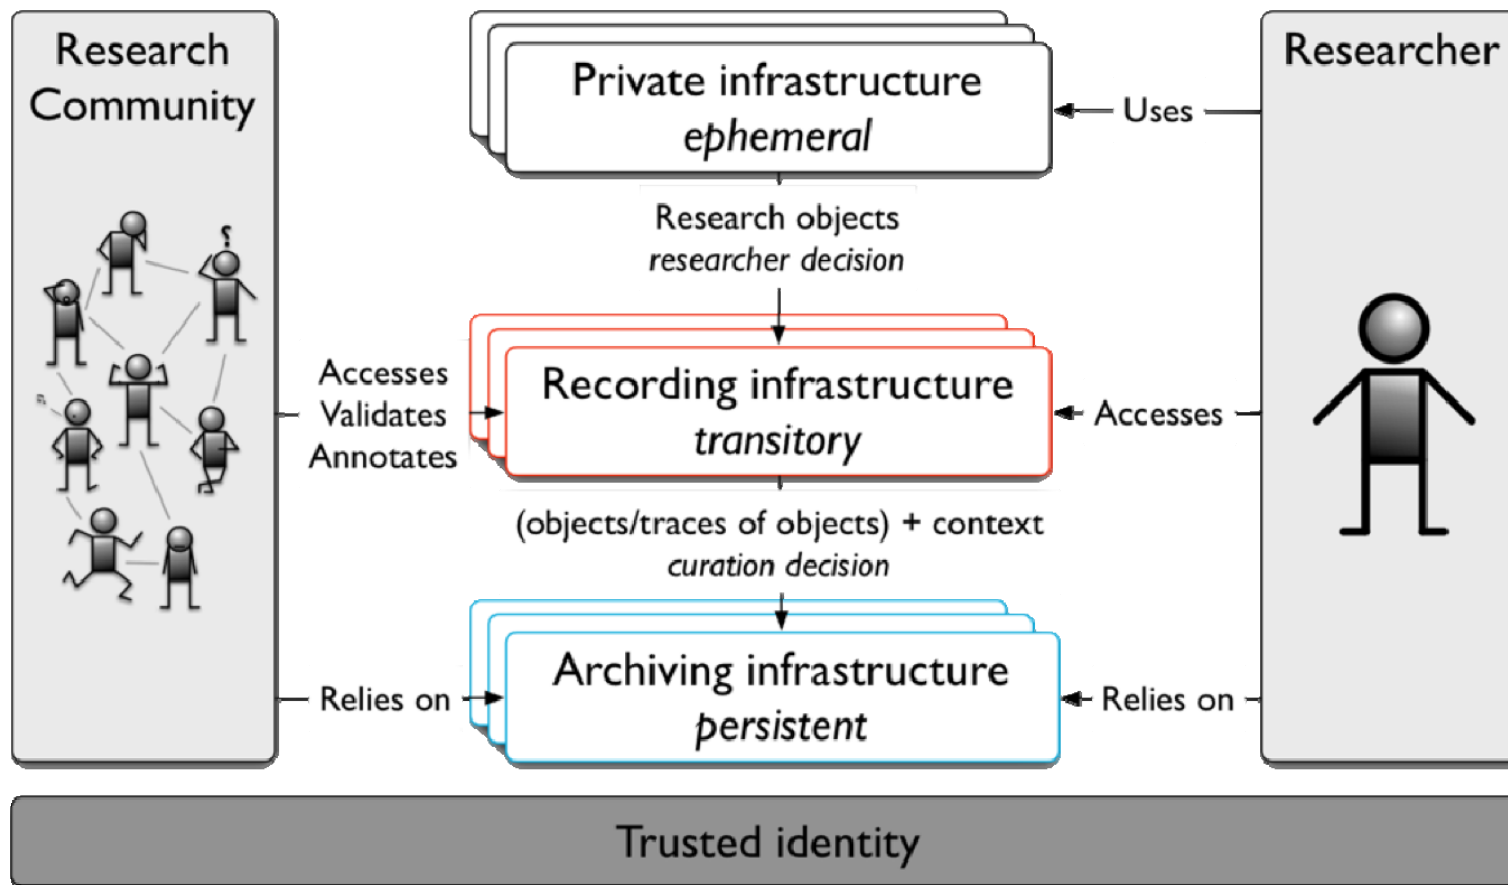 Research
Community
Private infrastructure
ephemeral
Uses
Researcher
Research objects
researcher decision
?
Accesses
Validates
Annotates
Recording infrastructure
transitory
Accesses
(objects/traces of objects) + context
curation decision
Relies on
Archiving infrastructure
persistent
Relies on
Trusted identity